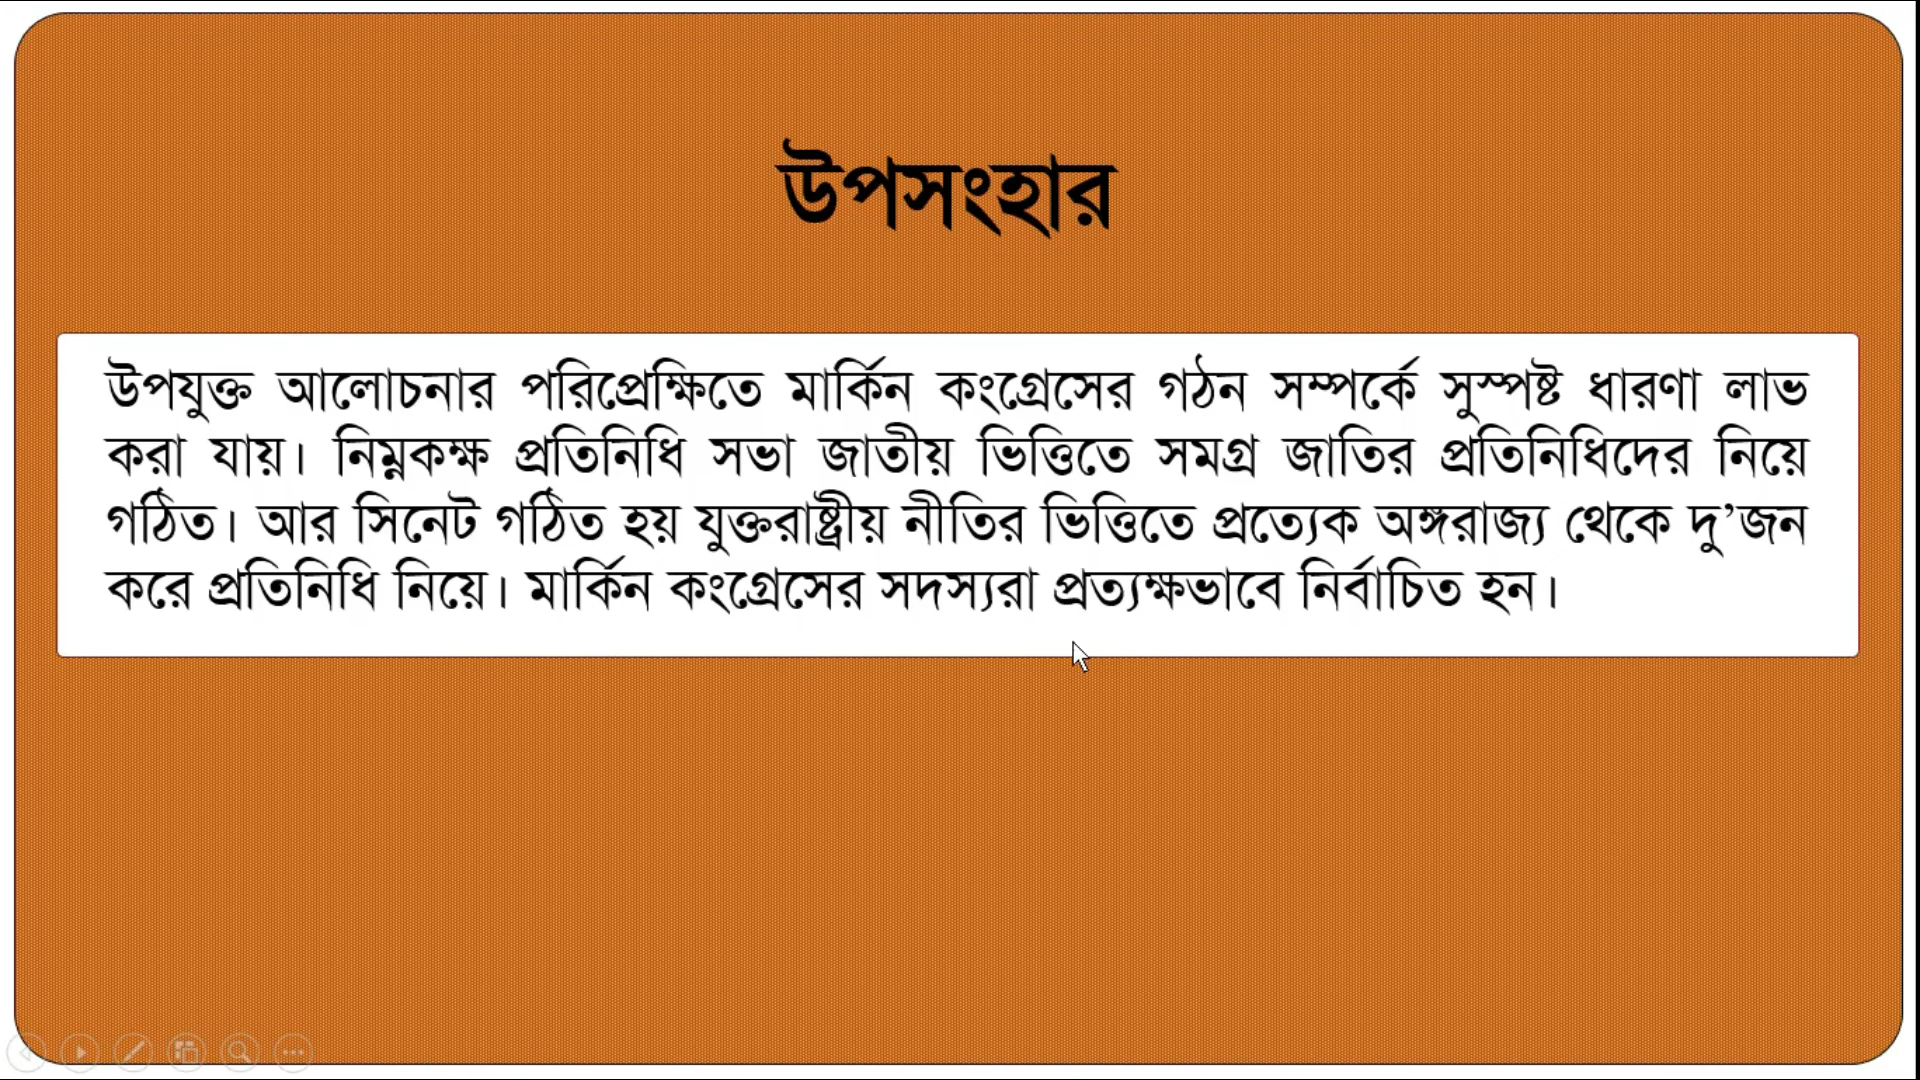 উপসংহার
উপযুক্ত আলোচনার পরিপ্রেক্ষিতে মার্কিন কংগ্রেসের গঠন সম্পর্কে সুস্পষ্ট ধারণা লাভ
করা যায়। নিম্নকক্ষ প্রতিনিধি সভা জাতীয় ভিত্তিতে সমগ্র জাতির প্রতিনিধিদের নিয়ে
গঠিত। আর সিনেট গঠিত হয় যুক্তরাষ্ট্রীয় নীতির ভিত্তিতে প্রত্যেক অঙ্গরাজ্য থেকে দু’জন
করে প্রতিনিধি নিয়ে। মার্কিন কংগ্রেসের সদস্যরা প্রত্যক্ষভাবে নির্বাচিত হন।